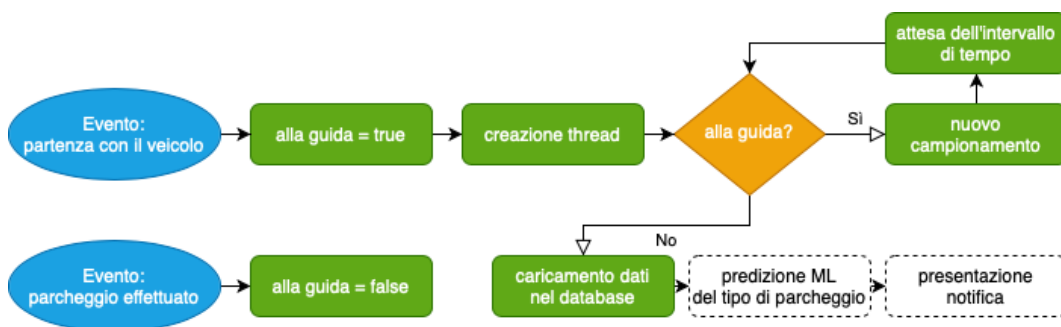 attesa dell'intervallo
di tempo
Evento:
partenza con il veicolo
alla guida = true
creazione thread
alla guida?
Sì
nuovo
campionamento
No
Evento:
parcheggio effettuato
alla guida = false
caricamento dati
nel database
predizione ML
del tipo di parcheggio
presentazione
notifica